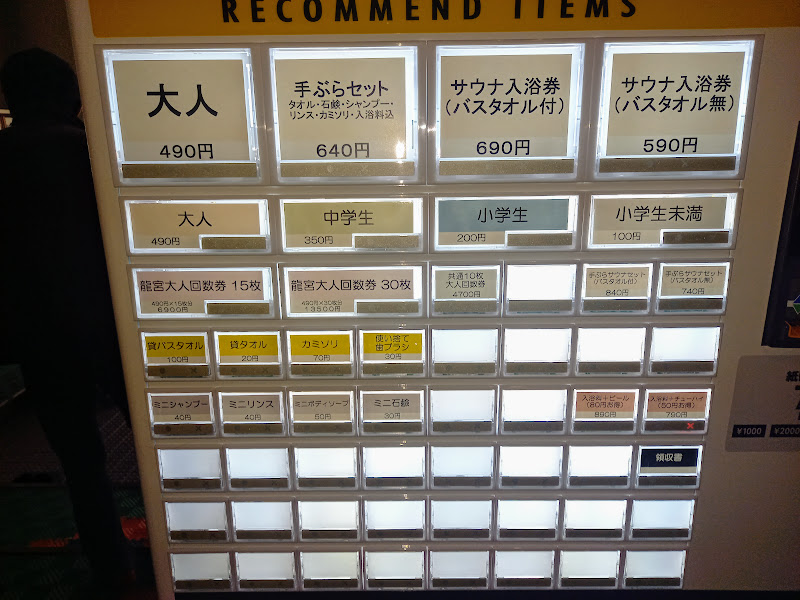 RECOMMEND ITEMS
大人
490円
手ぶらセット
タオル・石鹸・シャンプー・
リンス・カミソリ・入浴料込
640円
サウナ入浴券
(バスタオル付)
690円
サウナ入浴券
(バスタオル無)
590円
大人
490円
中学生
350円
小学生
200円
小学生未満
100円
龍宮大人回数券 15枚
490円×15枚分
6900円
龍宮大人回数券 30枚
490円×30枚分
13500円
共通10枚
大人回数券
4700円
手ぶらサウナセット
(バスタオル付)
840円
手ぶらサウナセット
(バスタオル無)
740円
貸バスタオル
100円
貸タオル
20円
カミソリ
70円
使い捨て
歯ブラシ
30円
ミニシャンプー
40円
ミニリンス
40円
ミニボディソープ
50円
ミニ石鹸
30円
入浴料+ビール
(80円お得)
890円
入浴料+チューハイ
(50円お得)
790円
領収書
¥1000
¥2000